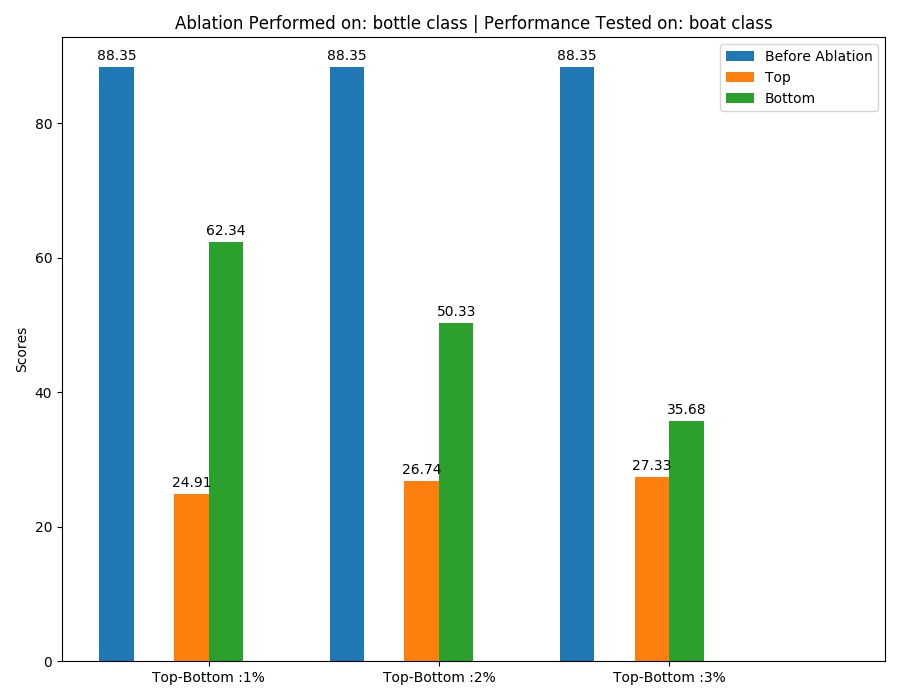 Ablation Performed on: bottle class | Performance Tested on: boat class
Before Ablation
Top
Bottom
88.35
88.35
88.35
62.34
50.33
35.68
24.91
26.74
27.33
Scores
80
60
40
20
0
Top-Bottom :1%
Top-Bottom :2%
Top-Bottom :3%